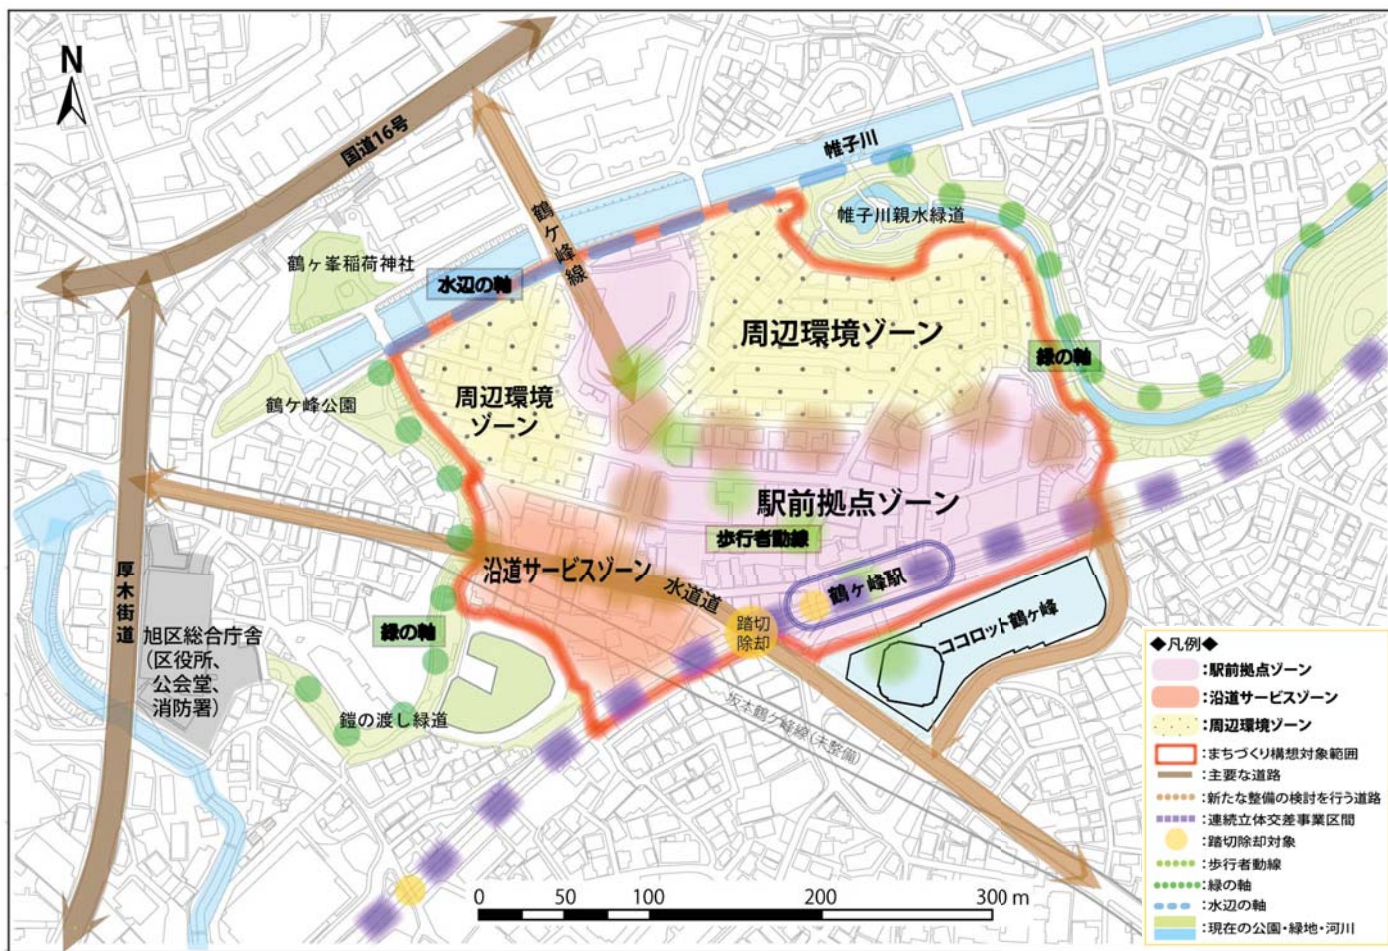 N
国道16号
鶴ケ峰線
帷子川
帷子川親水緑道
鶴ヶ峯稲荷神社
水辺の軸
周辺環境ゾーン
緑の軸
周辺環境
ゾーン
鶴ケ峰公園
駅前拠点ゾーン
歩行者動線
沿道サービスゾーン
水道道
鶴ヶ峰駅
踏切
除却
ココロット鶴ヶ峰
厚木街道
旭区総合庁舎
(区役所、
公会堂、
消防署)
緑の軸
鎧の渡し緑道
坂本鶴ケ峰線(未整備)
0 50 100 200 300 m
◆凡例◆
:駅前拠点ゾーン
:沿道サービスゾーン
:周辺環境ゾーン
:まちづくり構想対象範囲
:主要な道路
:新たな整備の検討を行う道路
:連続立体交差事業区間
:踏切除却対象
:歩行者動線
:緑の軸
:水辺の軸
:現在の公園・緑地・河川